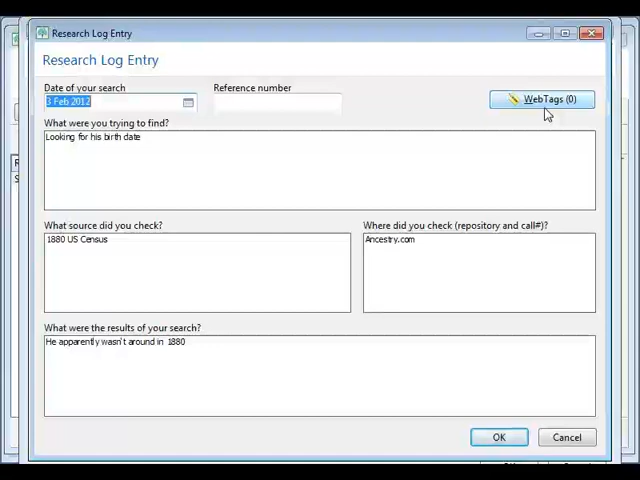 Research Log Entry
Research Log Entry
Date of your search
Reference number
3 Feb 2012
WebTags (0)
What were you trying to find?
Looking for his birth date
What source did you check?
Where did you check (repository and call#)?
1880 US Census
Ancestry.com
What were the results of your search?
He apparently wasn't around in 1880
OK
Cancel